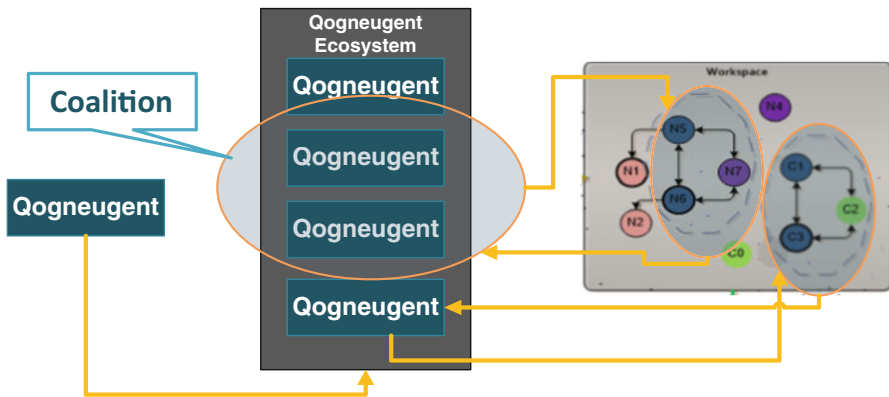 Qogneugent
Ecosystem
Qogneugent
Coalition
Qogneugent
Qogneugent
Qogneugent
Qogneugent
Workspace
N4
N5
N1
N7
N6
N2
C1
C2
C3
C0